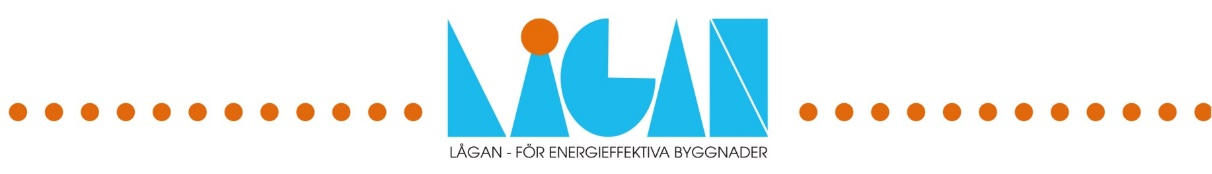 LÅGAN
LÅGAN - FÖR ENERGIEFFEKTIVA BYGGNADER